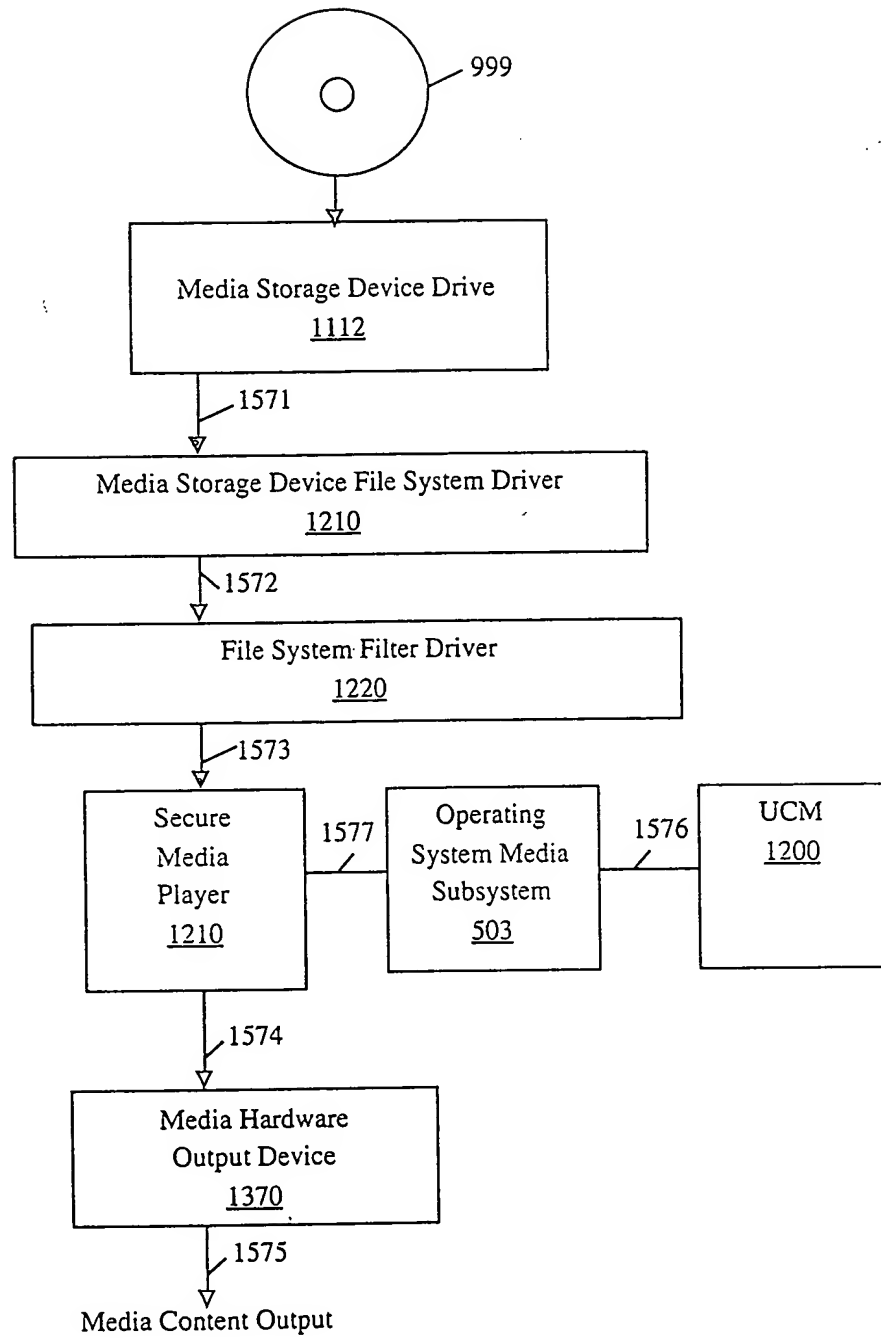 999
Media Storage Device Drive
1112
1571
Media Storage Device File System Driver
1210
1572
File System Filter Driver
1220
1573
Secure
Media
Player
1210
1577
Operating
System Media
Subsystem
503
1576
UCM
1200
1574
Media Hardware
Output Device
1370
1575
Media Content Output